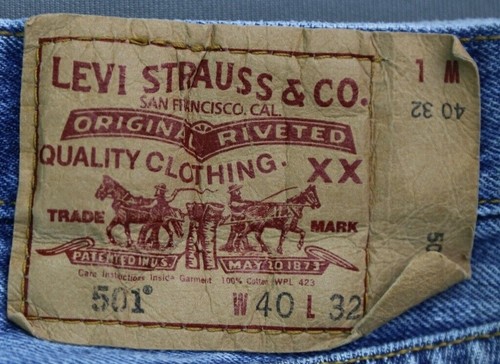 LEVI STRAUSS & CO.
SAN FRANCISCO, CAL.
ORIGINAL RIVETED
QUALITY CLOTHING.
XX
TRADE MARK
PATENTED IN U.S. MAY 20 1873
Care Instructions Inside Garment 100% Cotton WPL 423
501® W 40 L 32
W L
40 32
50